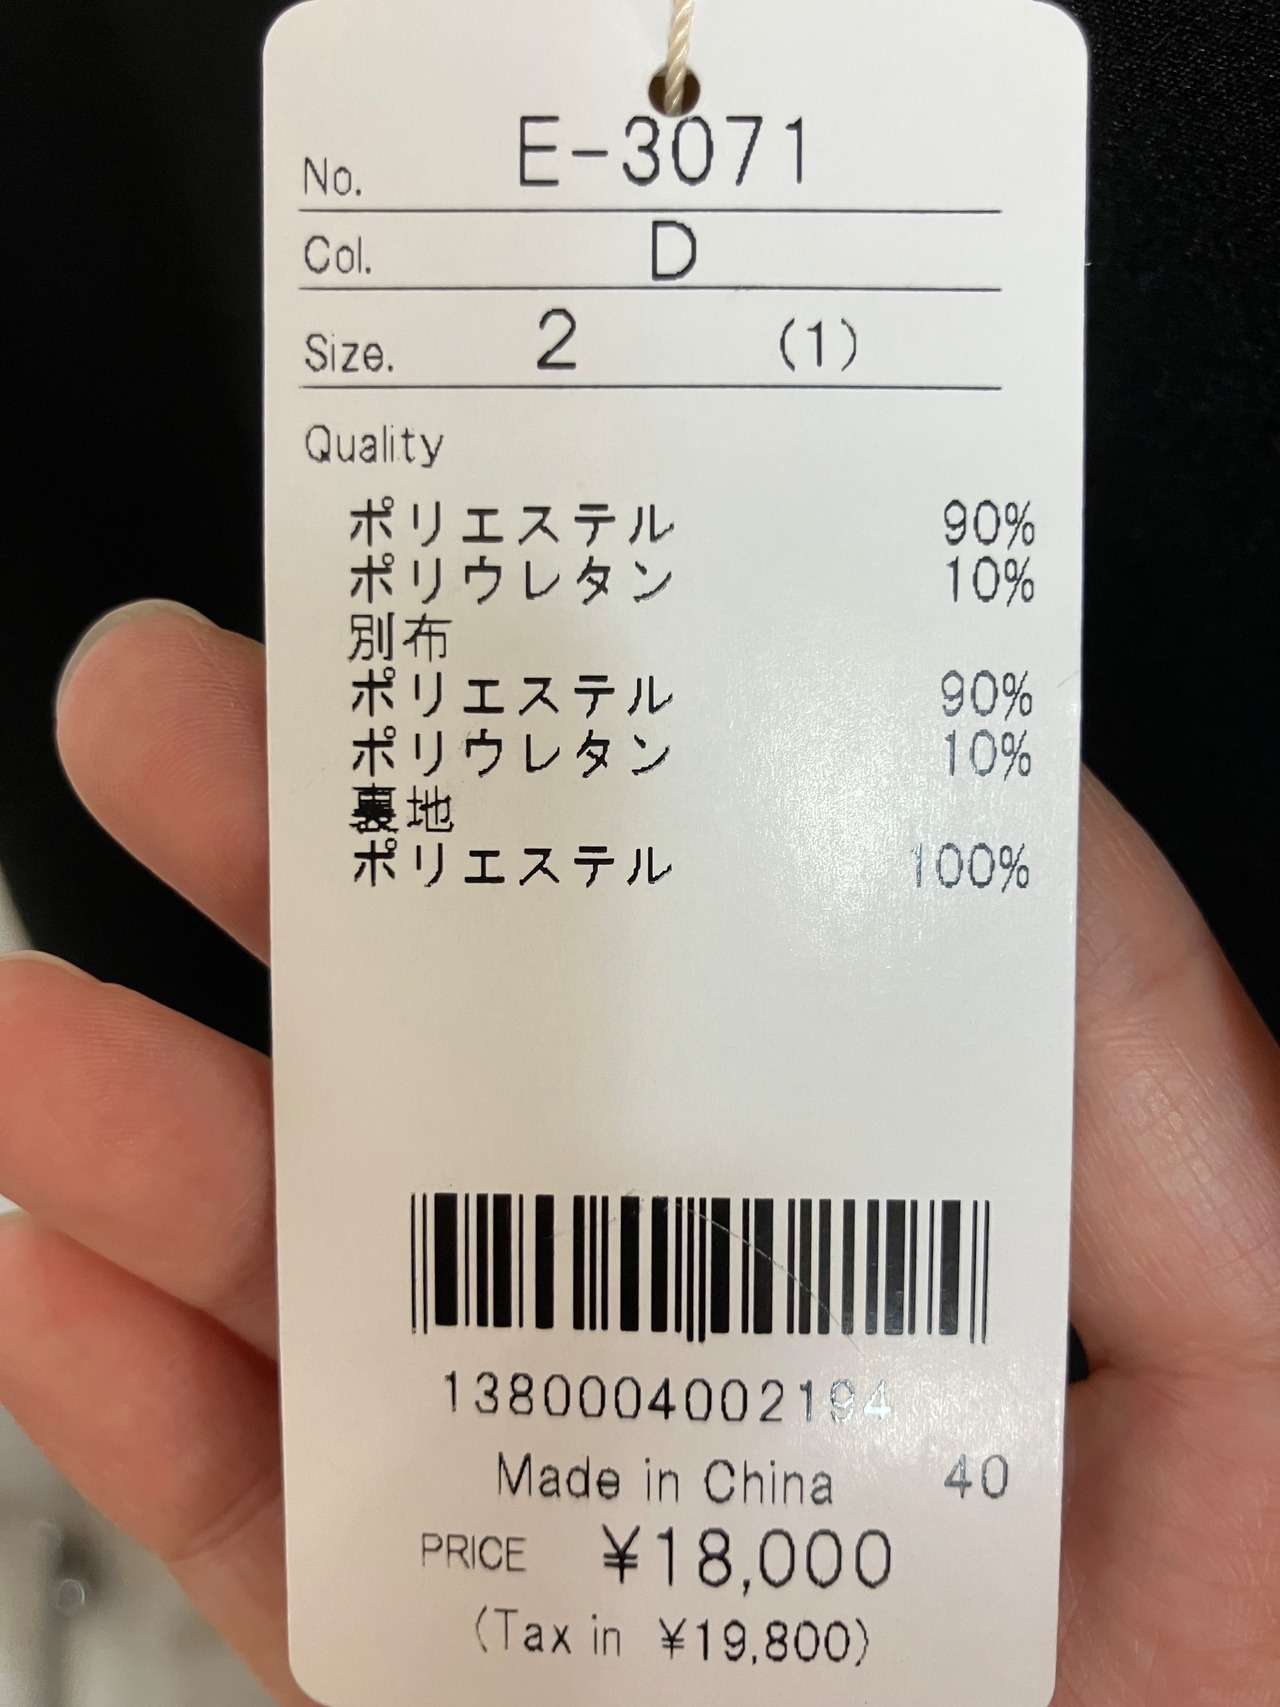 No. E-3071
Col. D
Size. 2 (1)
Quality
ポリエステル 90%
ポリウレタン 10%
別布
ポリエステル 90%
ポリウレタン 10%
裏地
ポリエステル 100%
1380004002194
Made in China 40
PRICE ¥18,000
(Tax in ¥19,800)